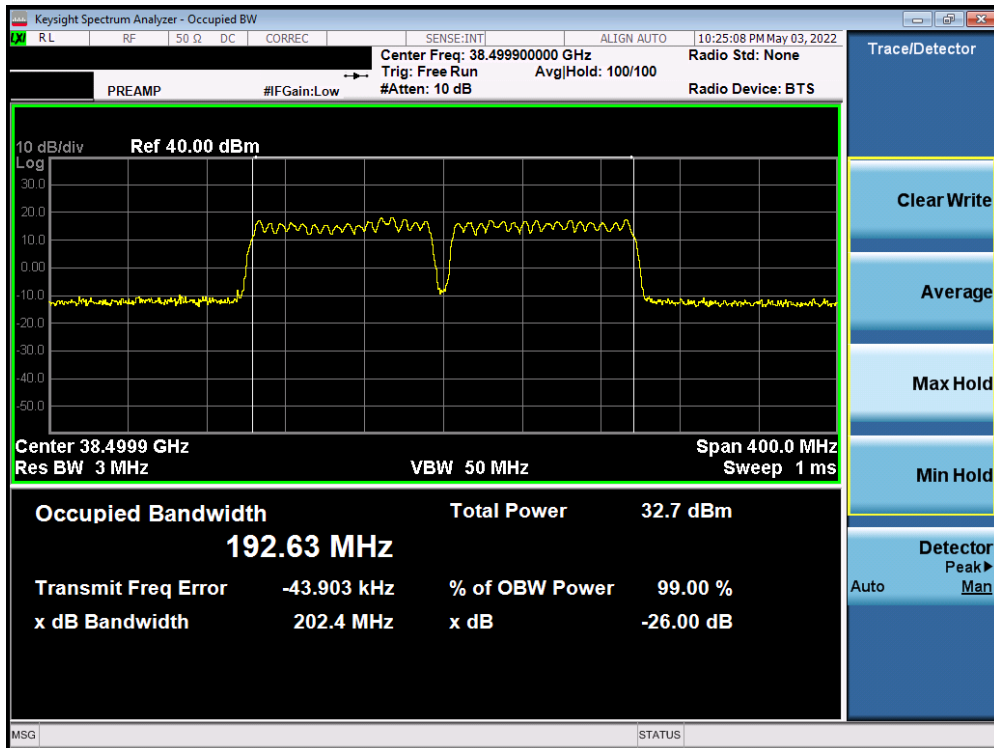 Keysight Spectrum Analyzer - Occupied BW
LXI RL RF 50 Ω DC CORREC SENSE:INT ALIGN AUTO 10:25:08 PM May 03, 2022
Center Freq: 38.499900000 GHz Radio Std: None
Trig: Free Run Avg|Hold: 100/100
PREAMP #IFGain:Low #Atten: 10 dB Radio Device: BTS
10 dB/div Ref 40.00 dBm
Log
30.0
20.0
10.0
0.00
-10.0
-20.0
-30.0
-40.0
-50.0
Center 38.4999 GHz Span 400.0 MHz
Res BW 3 MHz VBW 50 MHz Sweep 1 ms
Occupied Bandwidth Total Power 32.7 dBm
192.63 MHz
Transmit Freq Error -43.903 kHz % of OBW Power 99.00 %
x dB Bandwidth 202.4 MHz x dB -26.00 dB
MSG STATUS
Trace/Detector
Clear Write
Average
Max Hold
Min Hold
Detector
Peak▶
Auto Man